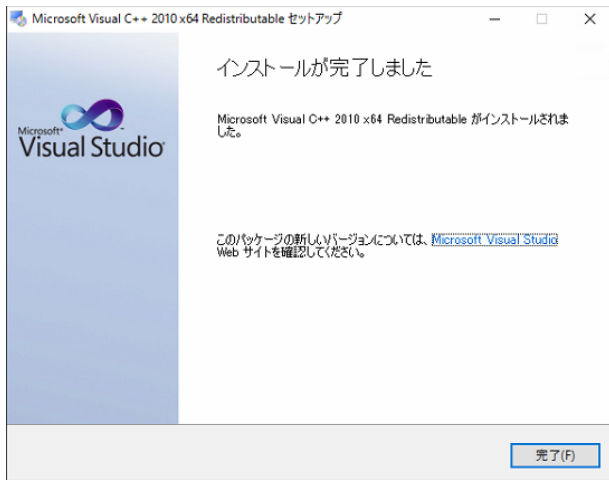 Microsoft Visual C++ 2010 x64 Redistributable セットアップ
インストールが完了しました
Microsoft Visual C++ 2010 x64 Redistributable がインストールされま
した。
Microsoft®
Visual Studio®
このパッケージの新しいバージョンについては、Microsoft Visual Studio
Web サイトを確認してください。
完了(F)